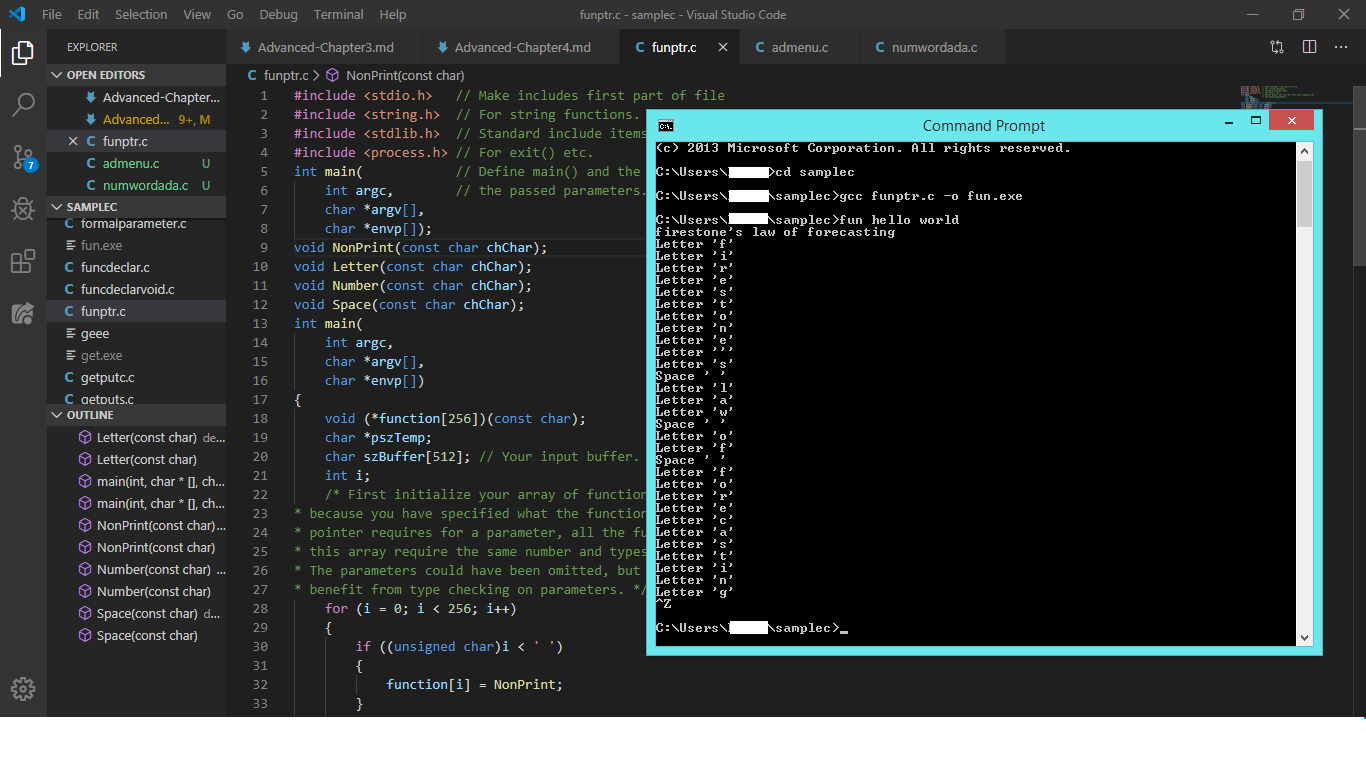 File Edit Selection View Go Debug Terminal Help funptr.c - samplec - Visual Studio Code
EXPLORER
OPEN EDITORS
Advanced-Chapter...
Advanced... 9+, M
funptr.c
admenu.c U
numwordada.c U
7
SAMPLEC
formalparameter.c
fun.exe
funcdeclar.c
funcdeclarvoid.c
funptr.c
geee
get.exe
getputc.c
getputs.c
OUTLINE
Letter(const char) de...
Letter(const char)
main(int, char * [], ch...
main(int, char * [], ch...
NonPrint(const char)...
NonPrint(const char)
Number(const char) ...
Number(const char)
Space(const char) d...
Space(const char)
Advanced-Chapter3.md Advanced-Chapter4.md funptr.c admenu.c numwordada.c
funptr.c > NonPrint(const char)
1 #include <stdio.h> // Make includes first part of file
2 #include <string.h> // For string functions.
3 #include <stdlib.h> // Standard include items
4 #include <process.h> // For exit() etc.
5 int main( // Define main() and the
6 int argc, // the passed parameters.
7 char *argv[],
8 char *envp[]);
9 void NonPrint(const char chChar);
10 void Letter(const char chChar);
11 void Number(const char chChar);
12 void Space(const char chChar);
13 int main(
14 int argc,
15 char *argv[],
16 char *envp[])
17 {
18 void (*function[256])(const char);
19 char *pszTemp;
20 char szBuffer[512]; // Your input buffer.
21 int i;
22 /* First initialize your array of function
23 * because you have specified what the function
24 * pointer requires for a parameter, all the fu
25 * this array require the same number and types
26 * The parameters could have been omitted, but
27 * benefit from type checking on parameters. */
28 for (i = 0; i < 256; i++)
29 {
30 if ((unsigned char)i < ' ')
31 {
32 function[i] = NonPrint;
33 }
Command Prompt
(c) 2013 Microsoft Corporation. All rights reserved.
C:\Users\ >cd samplec
C:\Users\ \samplec>gcc funptr.c -o fun.exe
C:\Users\ \samplec>fun hello world
firestone's law of forecasting
Letter 'f'
Letter 'i'
Letter 'r'
Letter 'e'
Letter 's'
Letter 't'
Letter 'o'
Letter 'n'
Letter 'e'
Letter '''
Letter 's'
Space ' '
Letter 'l'
Letter 'a'
Letter 'w'
Space ' '
Letter 'o'
Letter 'f'
Space ' '
Letter 'f'
Letter 'o'
Letter 'r'
Letter 'e'
Letter 'c'
Letter 'a'
Letter 's'
Letter 't'
Letter 'i'
Letter 'n'
Letter 'g'
^Z
C:\Users\ \samplec>_